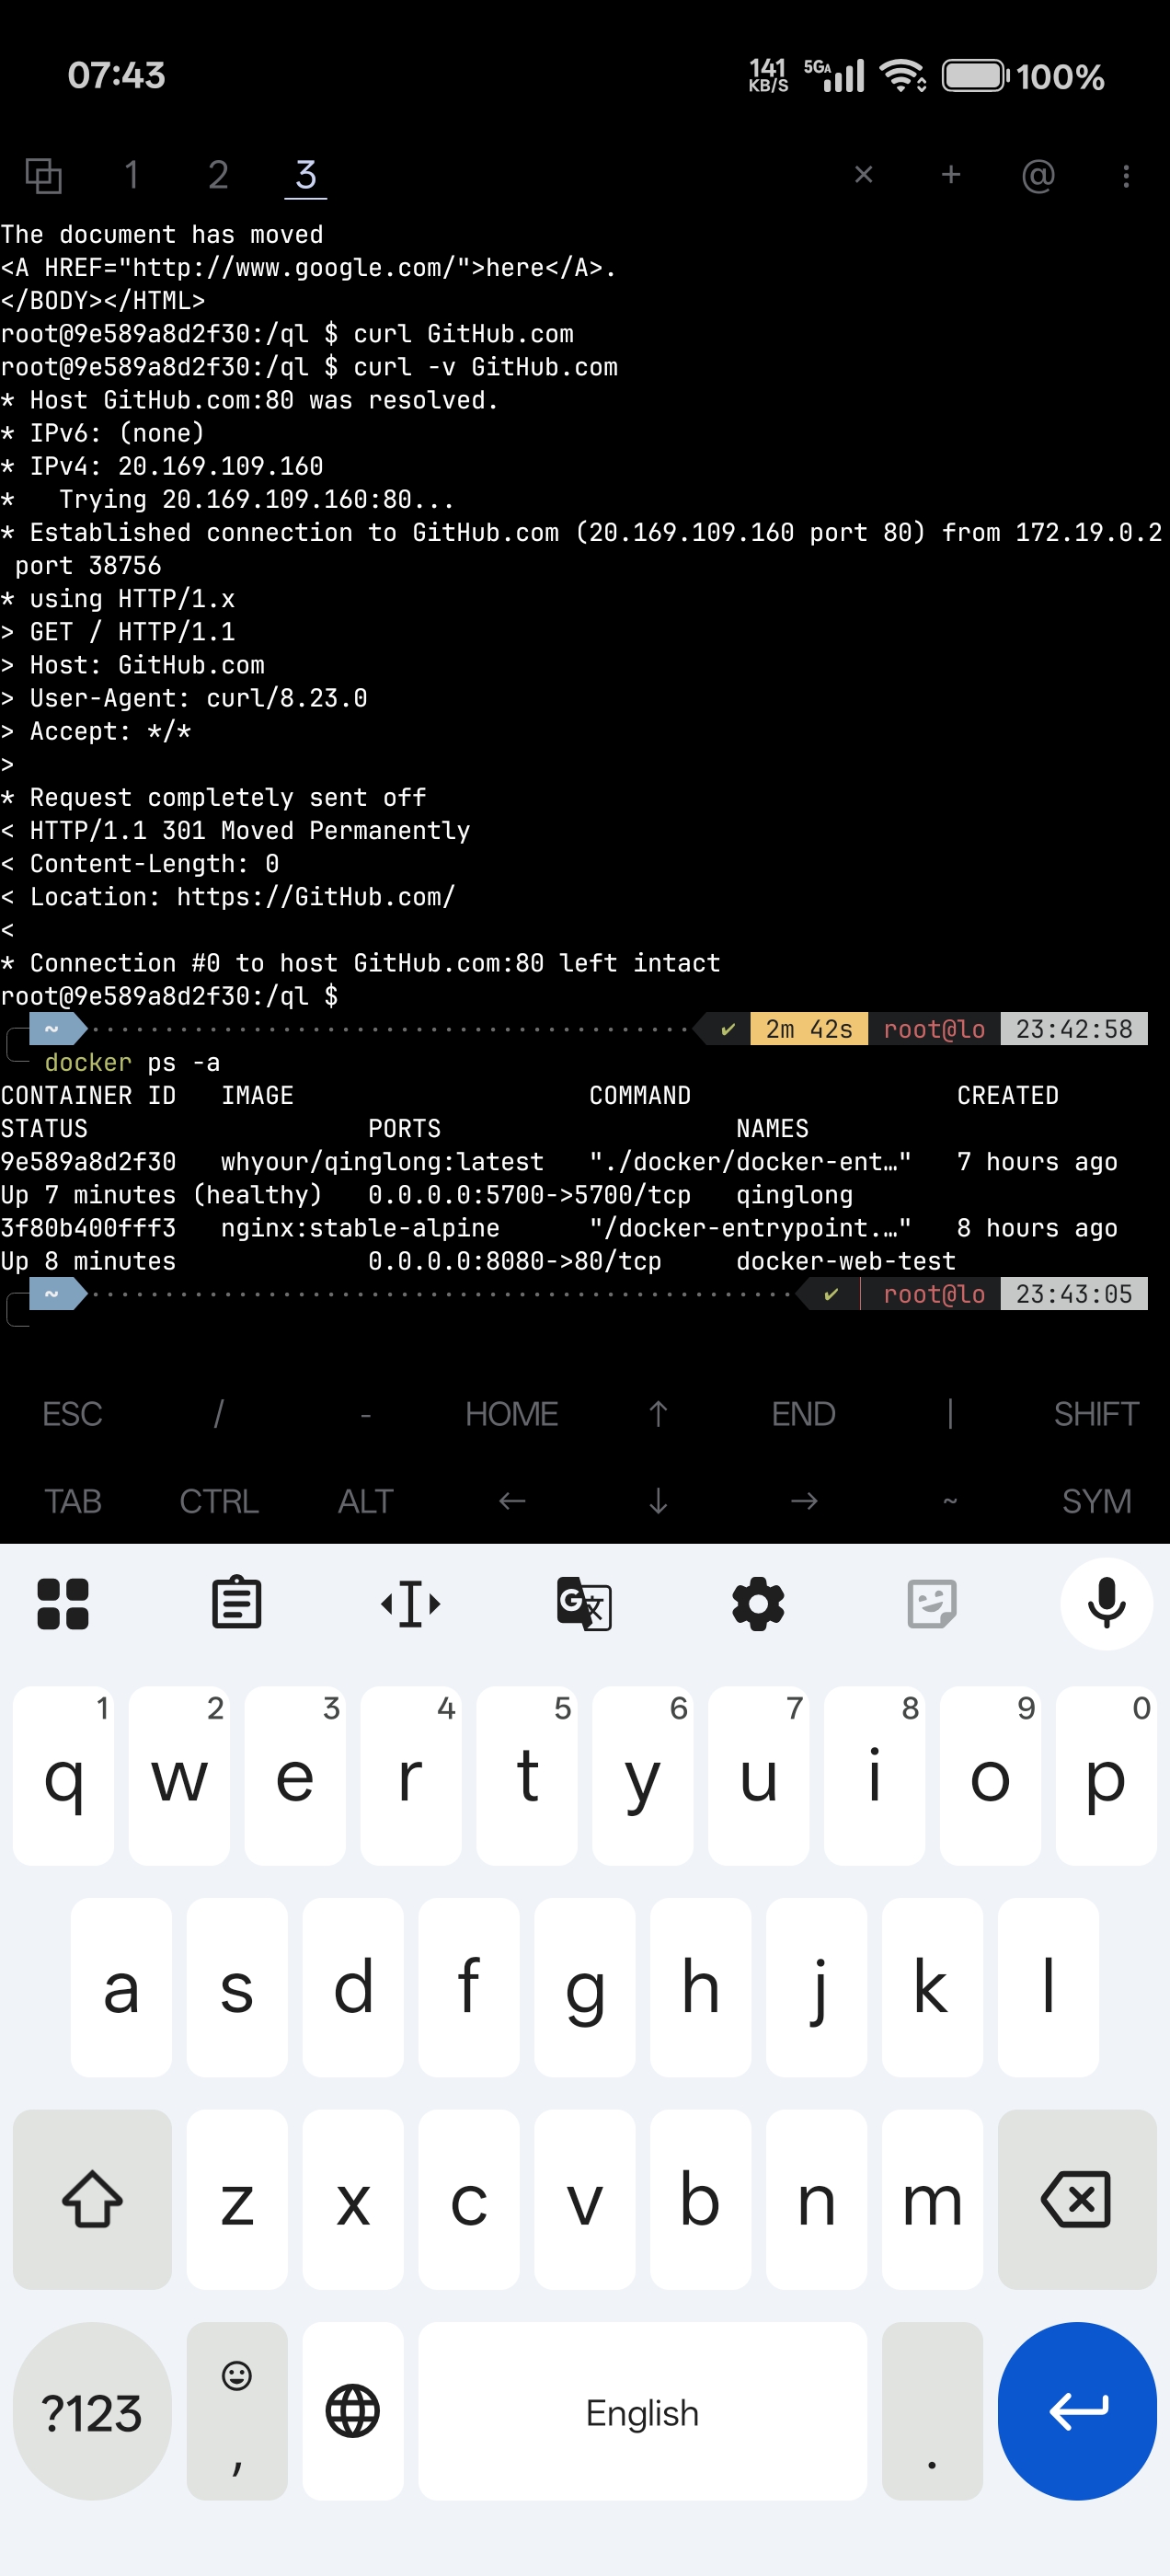 07:43
141 KB/S 5GA 100%
1 2 3 × + @
The document has moved
<A HREF="http://www.google.com/">here</A>.
</BODY></HTML>
root@9e589a8d2f30:/ql $ curl GitHub.com
root@9e589a8d2f30:/ql $ curl -v GitHub.com
* Host GitHub.com:80 was resolved.
* IPv6: (none)
* IPv4: 20.169.109.160
*   Trying 20.169.109.160:80...
* Established connection to GitHub.com (20.169.109.160 port 80) from 172.19.0.2
 port 38756
* using HTTP/1.x
> GET / HTTP/1.1
> Host: GitHub.com
> User-Agent: curl/8.23.0
> Accept: */*
>
* Request completely sent off
< HTTP/1.1 301 Moved Permanently
< Content-Length: 0
< Location: https://GitHub.com/
<
* Connection #0 to host GitHub.com:80 left intact
root@9e589a8d2f30:/ql $
~ ✔ 2m 42s root@lo 23:42:58
docker ps -a
CONTAINER ID   IMAGE                    COMMAND                  CREATED
STATUS                   PORTS                    NAMES
9e589a8d2f30   whyour/qinglong:latest   "./docker/docker-ent…"   7 hours ago
Up 7 minutes (healthy)   0.0.0.0:5700->5700/tcp   qinglong
3f80b400fff3   nginx:stable-alpine      "/docker-entrypoint.…"   8 hours ago
Up 8 minutes             0.0.0.0:8080->80/tcp     docker-web-test
~ ✔ root@lo 23:43:05
ESC / - HOME ↑ END | SHIFT
TAB CTRL ALT ← ↓ → ~ SYM
G 文
1 2 3 4 5 6 7 8 9 0
q w e r t y u i o p
a s d f g h j k l
z x c v b n m
?123 , English .